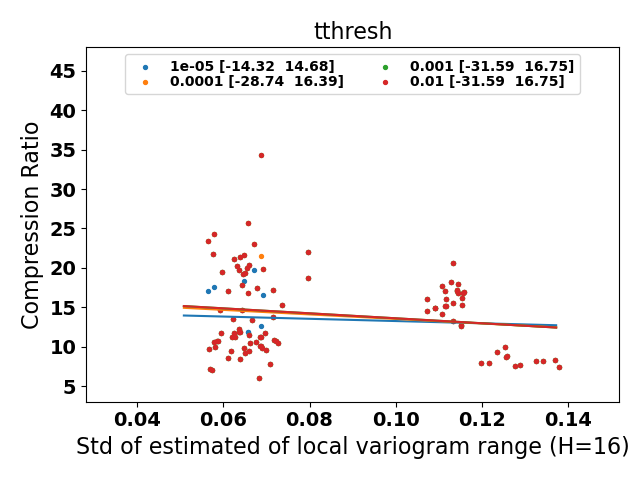 tthresh
1e-05 [-14.32  14.68]
0.0001 [-28.74  16.39]
0.001 [-31.59  16.75]
0.01 [-31.59  16.75]
Compression Ratio
45
40
35
30
25
20
15
10
5
0.04 0.06 0.08 0.10 0.12 0.14
Std of estimated of local variogram range (H=16)